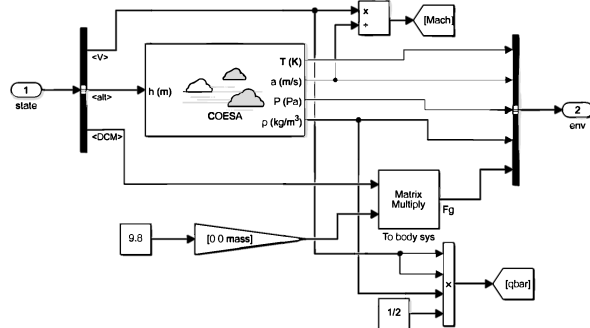 x
÷
[Mach]
<V>
T (K)
1
state
<alt>
h (m)
a (m/s)
COESA
P (Pa)
ρ (kg/m³)
2
env
<DCM>
Matrix
Multiply
Fg
To body sys
9.8
[0 0 mass]
x
[qbar]
1/2